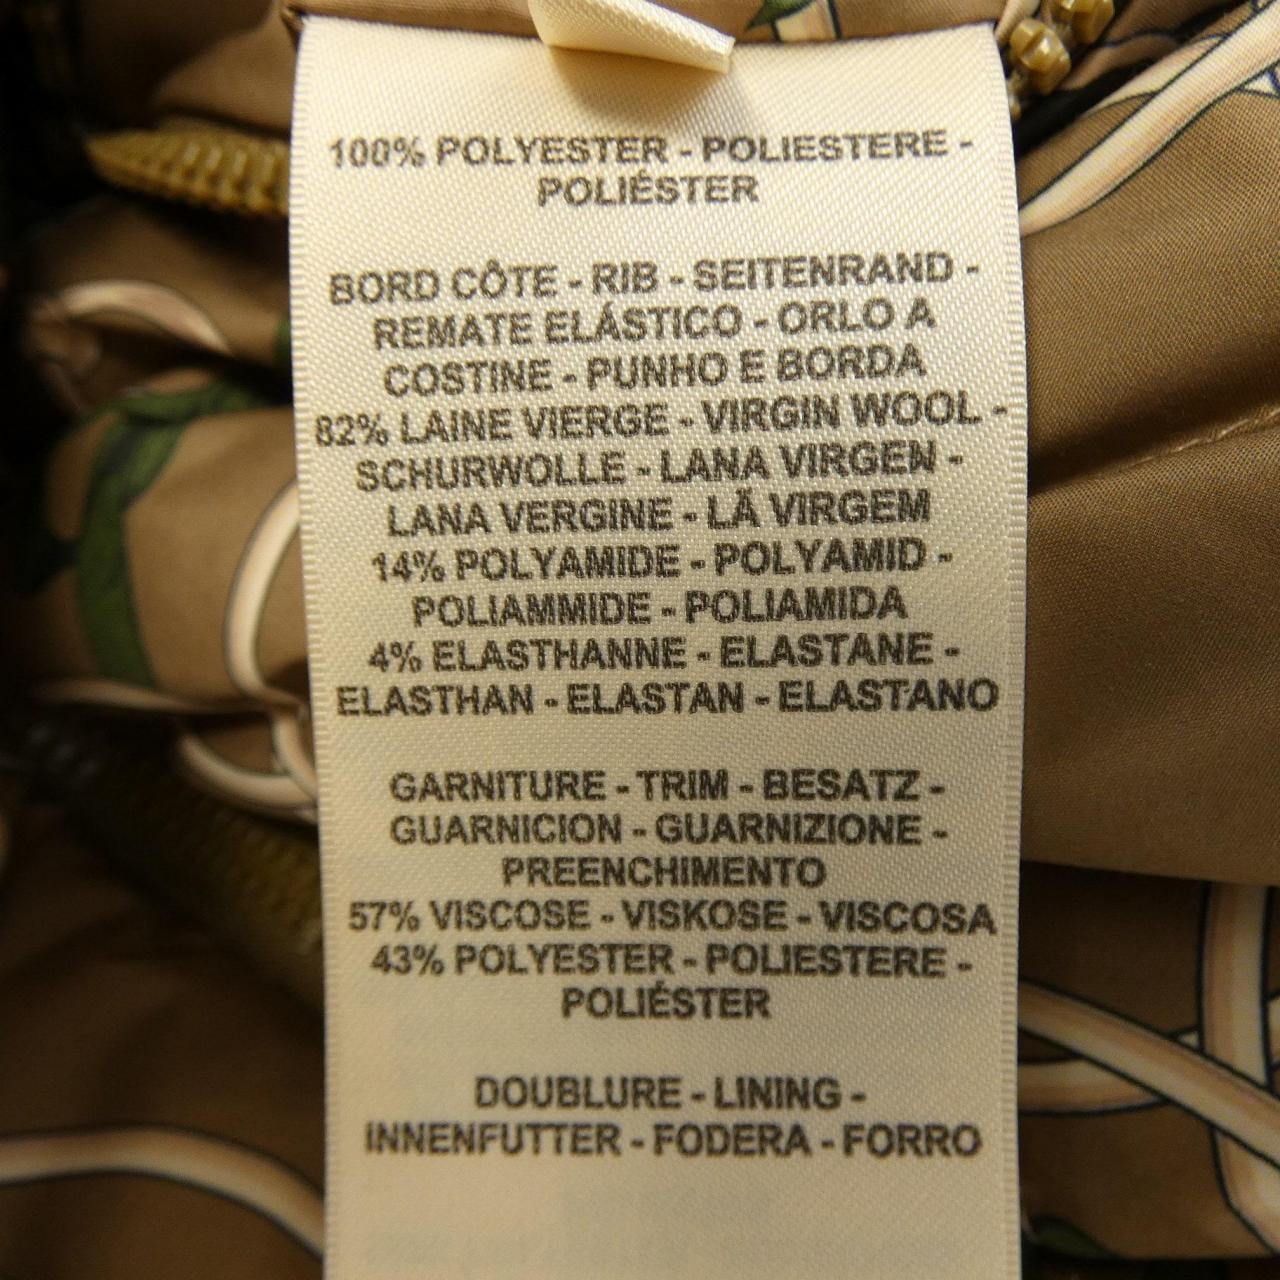 100% POLYESTER - POLIESTERE -
POLIÉSTER
BORD CÔTE - RIB - SEITENRAND -
REMATE ELÁSTICO - ORLO A
COSTINE - PUNHO E BORDA
82% LAINE VIERGE - VIRGIN WOOL -
SCHURWOLLE - LANA VIRGEN -
LANA VERGINE - LÃ VIRGEM
14% POLYAMIDE - POLYAMID -
POLIAMMIDE - POLIAMIDA
4% ELASTHANNE - ELASTANE -
ELASTHAN - ELASTAN - ELASTANO
GARNITURE - TRIM - BESATZ -
GUARNICION - GUARNIZIONE -
PREENCHIMENTO
57% VISCOSE - VISKOSE - VISCOSA
43% POLYESTER - POLIESTERE -
POLIÉSTER
DOUBLURE - LINING -
INNENFUTTER - FODERA - FORRO